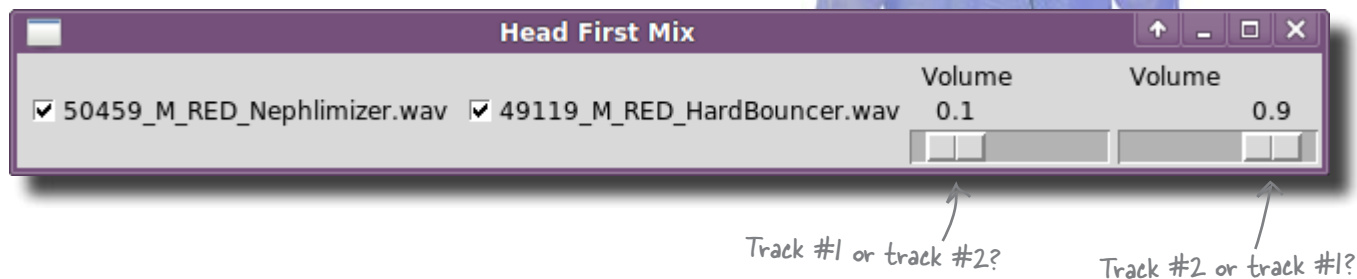 Head First Mix
Volume Volume
50459_M_RED_Nephlimizer.wav 49119_M_RED_HardBouncer.wav 0.1 0.9
Track #1 or track #2? Track #2 or track #1?